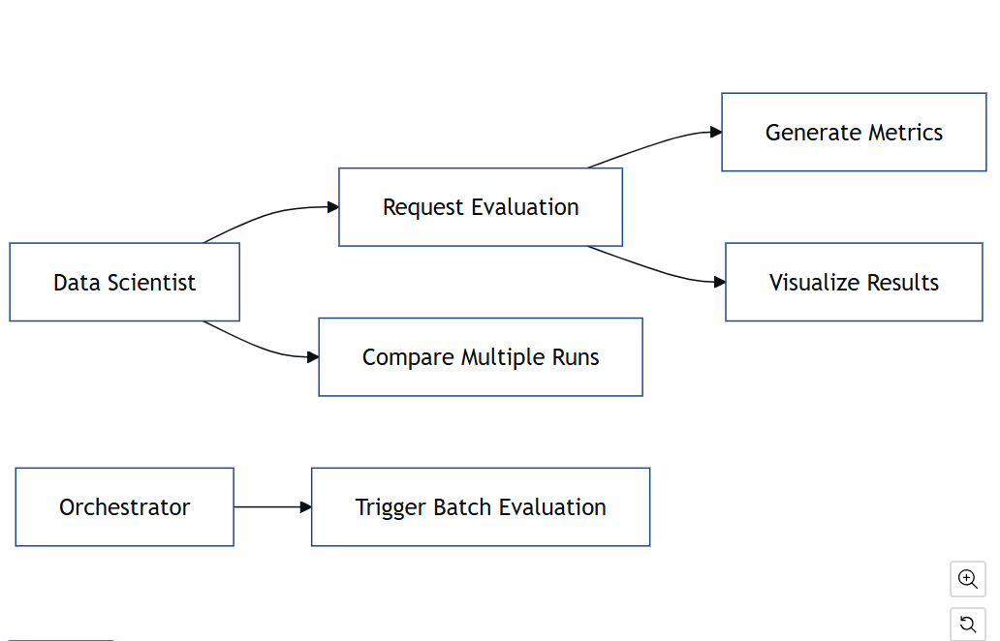 Generate Metrics
Request Evaluation
Data Scientist
Visualize Results
Compare Multiple Runs
Orchestrator
Trigger Batch Evaluation